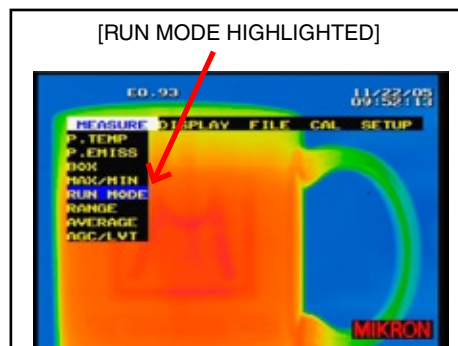 [RUN MODE HIGHLIGHTED]
E0.93 11/22/05
09:52:13
MEASURE DISPLAY FILE CAL SETUP
P.TEMP
P.EMISS
BOX
MAX/MIN
RUN MODE
RANGE
AVERAGE
AGC/LVT
MIKRON